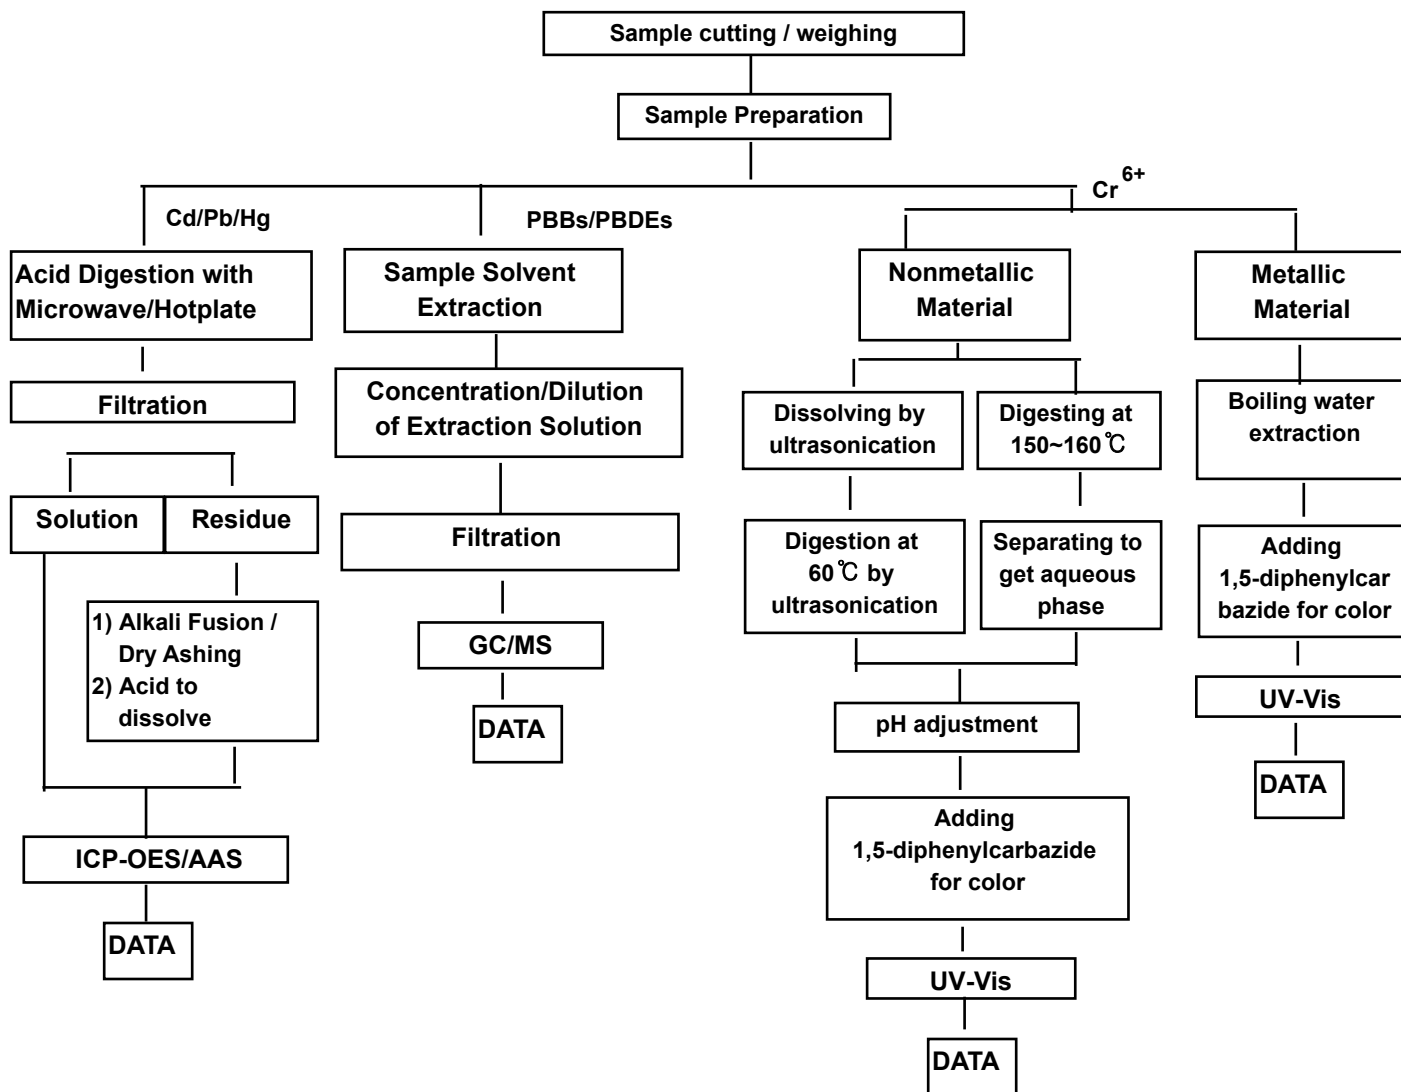 Sample cutting / weighing
Sample Preparation
Cr 6+
Cd/Pb/Hg
PBBs/PBDEs
Acid Digestion with
Microwave/Hotplate
Filtration
Solution
Residue
1) Alkali Fusion /
Dry Ashing
2) Acid to
dissolve
ICP-OES/AAS
DATA
Sample Solvent
Extraction
Concentration/Dilution
of Extraction Solution
Filtration
GC/MS
DATA
Nonmetallic
Material
Dissolving by
ultrasonication
Digestion at
60℃ by
ultrasonication
Digesting at
150~160℃
Separating to
get aqueous
phase
pH adjustment
Adding
1,5-diphenylcarbazide
for color
UV-Vis
DATA
Metallic
Material
Boiling water
extraction
Adding
1,5-diphenylcar
bazide for color
UV-Vis
DATA